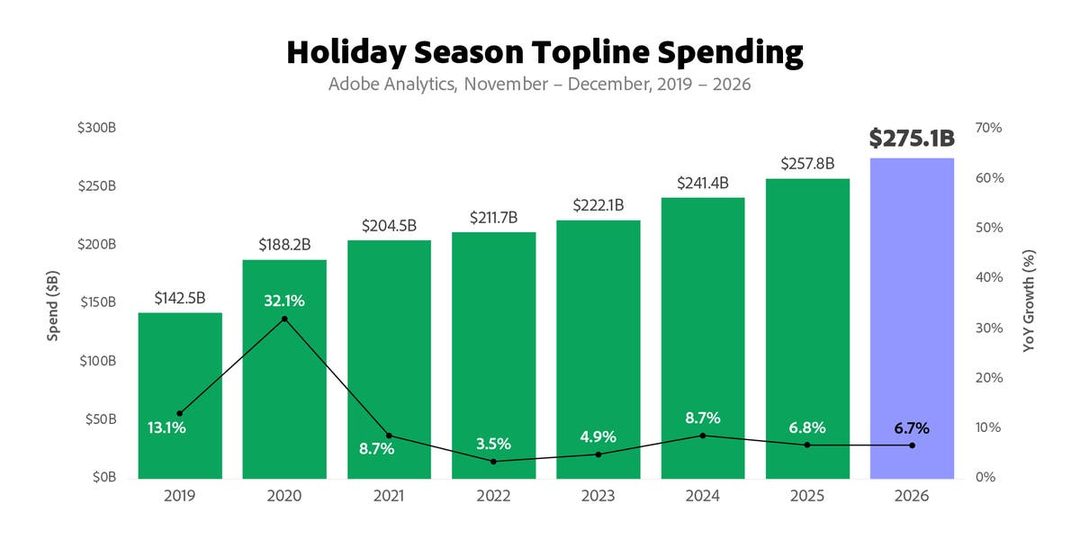 Holiday Season Topline Spending
Adobe Analytics, November – December, 2019 – 2026
Spend ($B)
$300B
$250B
$200B
$150B
$100B
$50B
$0B
$142.5B
$188.2B
$204.5B
$211.7B
$222.1B
$241.4B
$257.8B
$275.1B
13.1%
32.1%
8.7%
3.5%
4.9%
8.7%
6.8%
6.7%
2019
2020
2021
2022
2023
2024
2025
2026
70%
60%
50%
40%
30%
20%
10%
0%
YoY Growth (%)